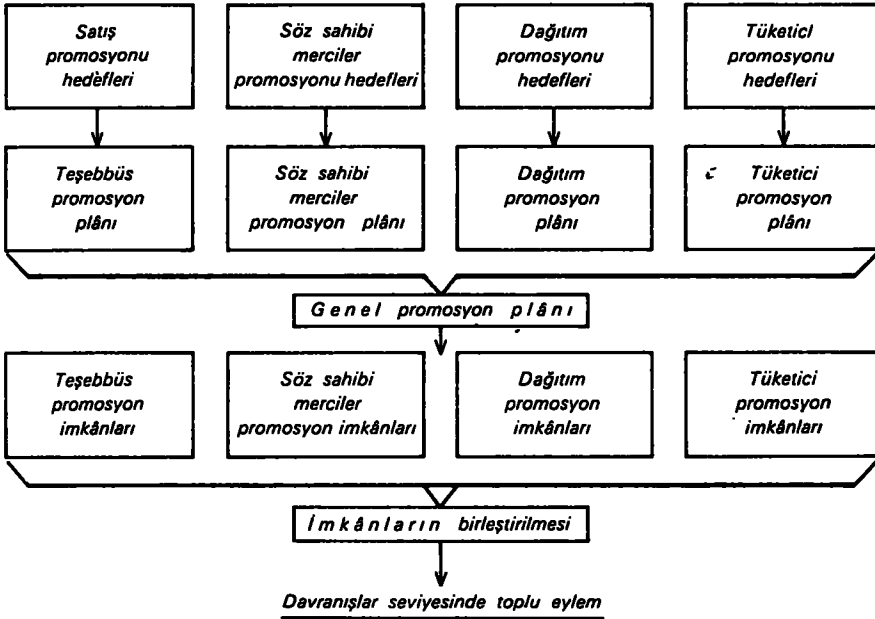 Satış
promosyonu
hedefleri
Söz sahibi
merciler
promosyonu hedefleri
Dağıtım
promosyonu
hedefleri
Tüketici
promosyonu
hedefleri
Teşebbüs
promosyon
plânı
Söz sahibi
merciler
promosyon plânı
Dağıtım
promosyon
plânı
Tüketici
promosyon
plânı
Genel promosyon plânı
Teşebbüs
promosyon
imkânları
Söz sahibi
merciler
promosyon imkânları
Dağıtım
promosyon
imkânları
Tüketici
promosyon
imkânları
İmkânların birleştirilmesi
Davranışlar seviyesinde toplu eylem